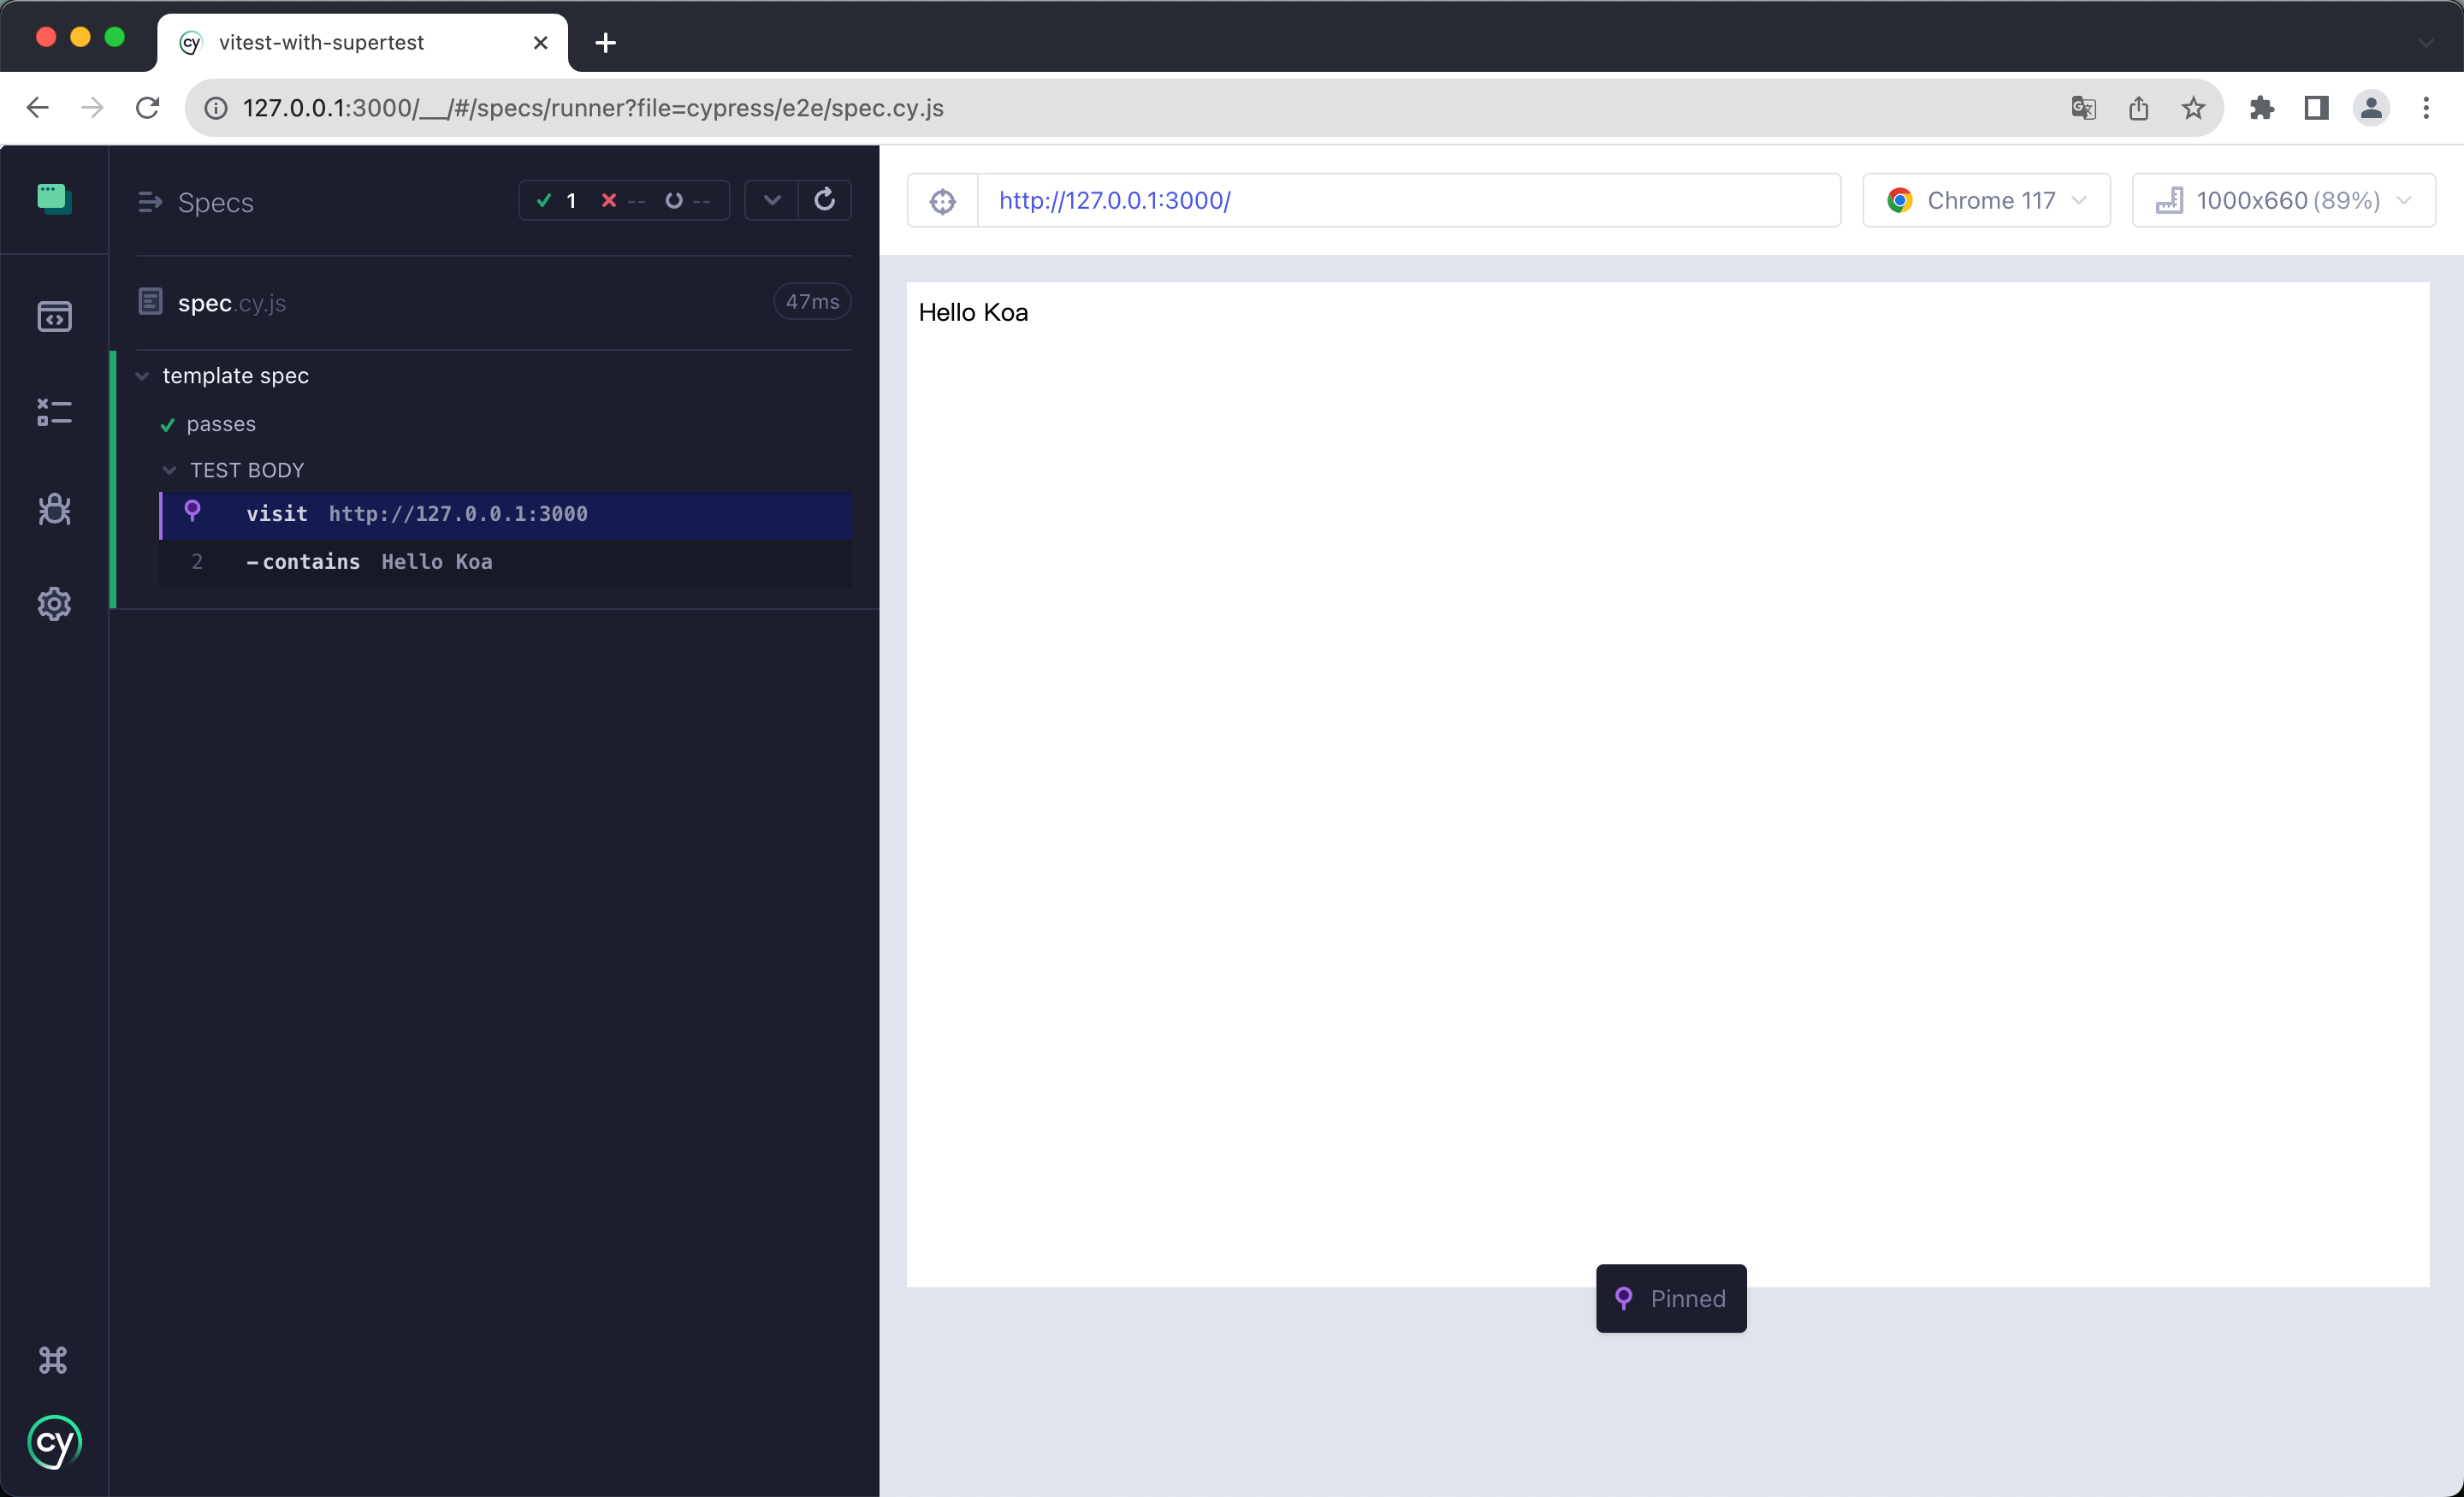 cy vitest-with-supertest
127.0.0.1:3000/__/#/specs/runner?file=cypress/e2e/spec.cy.js
Specs 1 -- --
http://127.0.0.1:3000/ Chrome 117 1000x660 (89%)
spec.cy.js 47ms
Hello Koa
template spec
passes
TEST BODY
visit http://127.0.0.1:3000
2 -contains Hello Koa
Pinned
cy